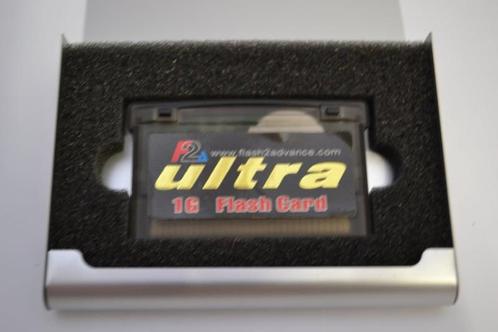 F2A www.flash2advance.com
ultra
1G Flash Card